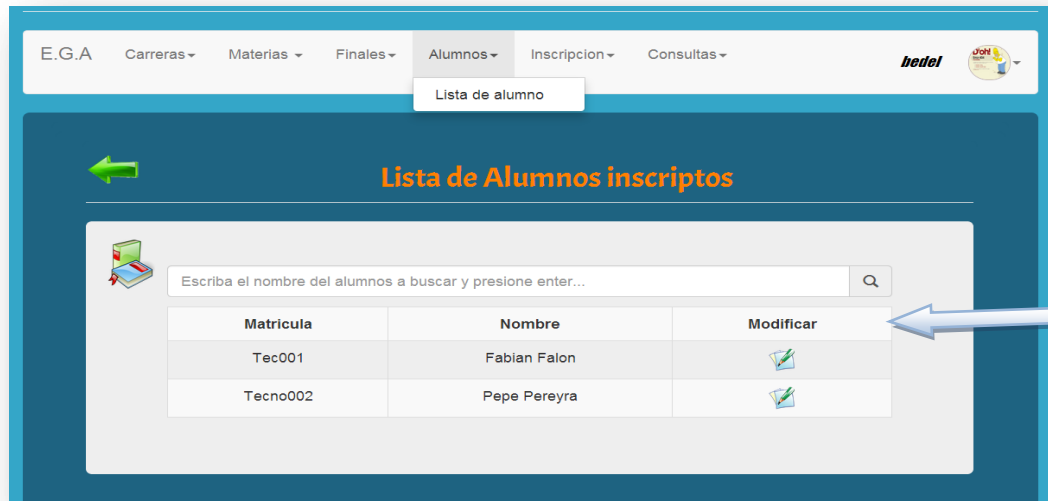 E.G.A Carreras Materias Finales Alumnos Inscripcion Consultas bedel
D'oh!
Lista de alumno
Lista de Alumnos inscriptos
Escriba el nombre del alumnos a buscar y presione enter...
Matricula Nombre Modificar
Tec001 Fabian Falon
Tecno002 Pepe Pereyra